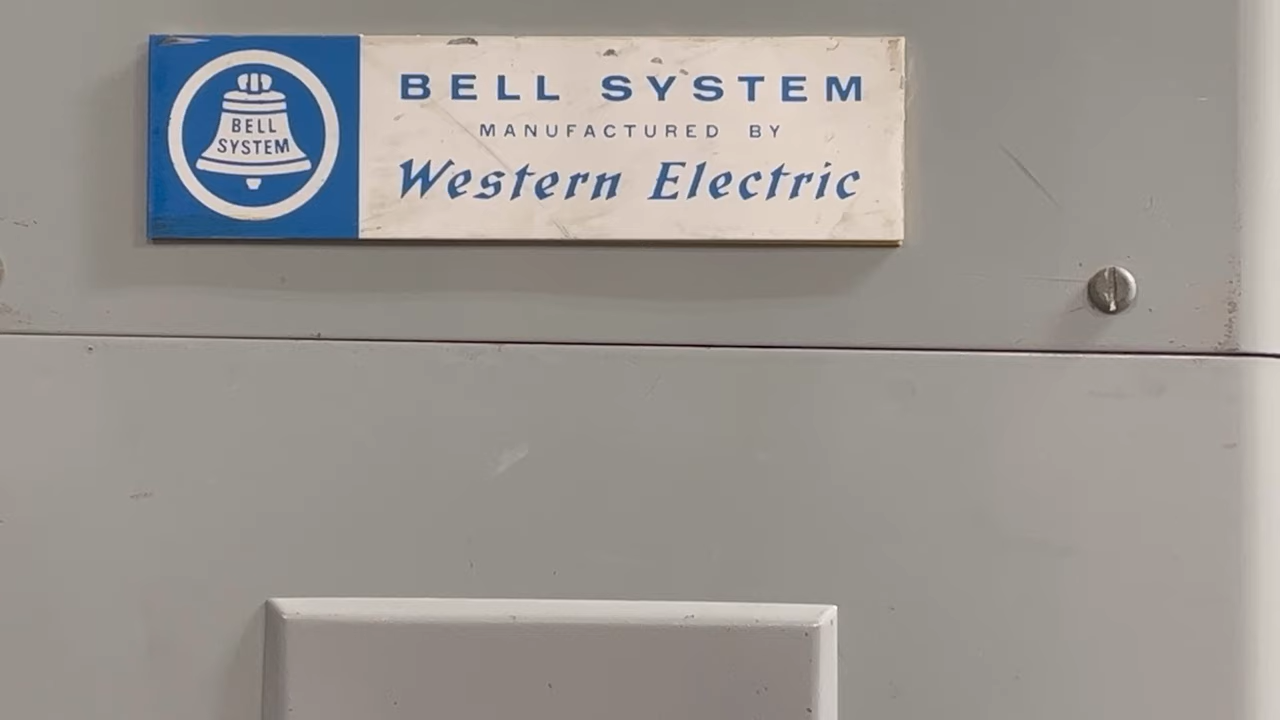 BELL
SYSTEM
BELL SYSTEM
MANUFACTURED BY
Western Electric